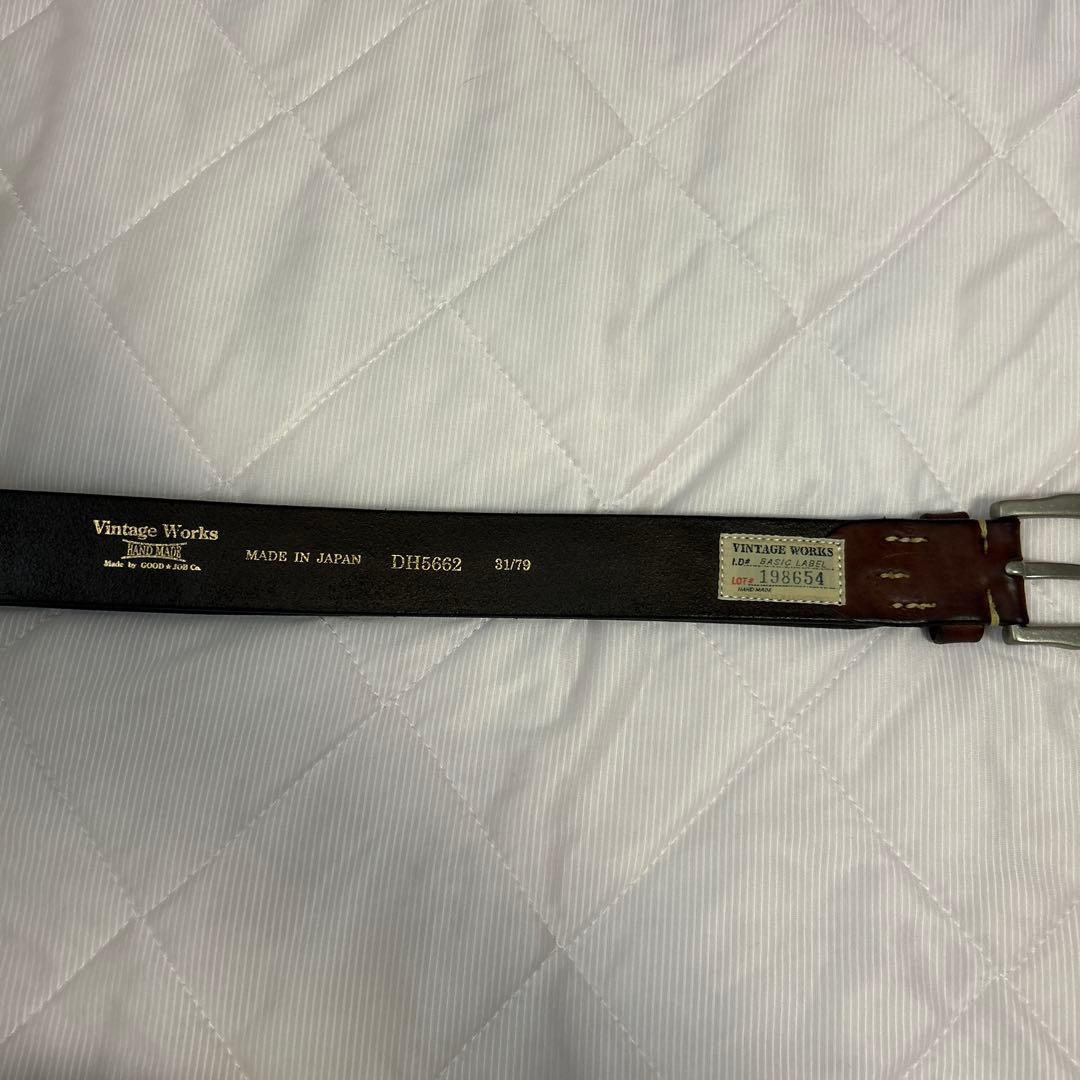 Vintage Works
HAND MADE
Made by GOOD★JOB Co.
MADE IN JAPAN DH5662 31/79
VINTAGE WORKS
I.D# BASIC LABEL
LOT# 198654
HAND MADE